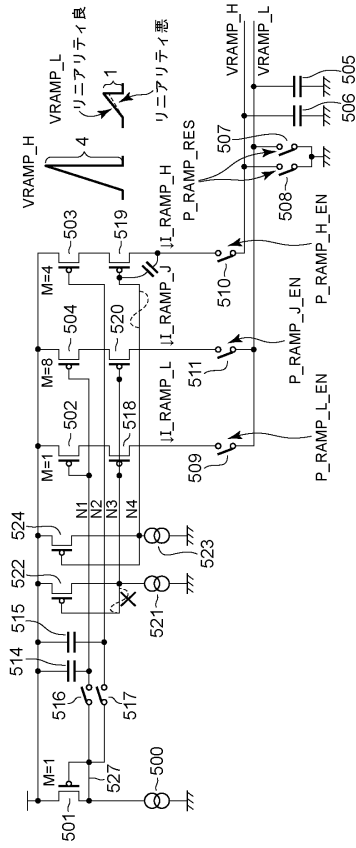 VRAMP_H
4
VRAMP_L
リニアリティ良
1
リニアリティ悪
M=1
501
527
500
516
517
514
515
522
524
521
523
N1
N2
N3
N4
M=1
502
518
↓I_RAMP_L
509
P_RAMP_L_EN
M=8
504
520
↓I_RAMP_J
511
P_RAMP_J_EN
M=4
503
519
↓I_RAMP_H
510
P_RAMP_H_EN
P_RAMP_RES
508
507
506
505
VRAMP_H
VRAMP_L